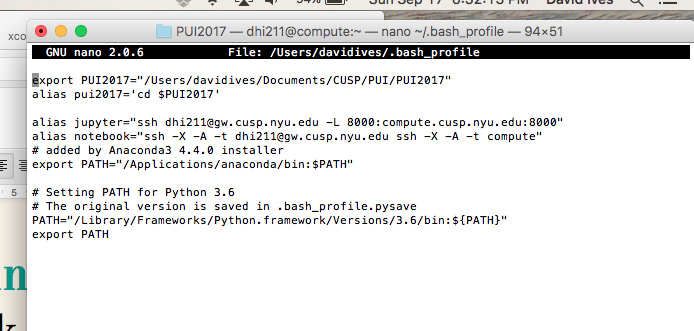 Sun Sep 17
David Ives
xco
PUI2017 — dhi211@compute:~ — nano ~/.bash_profile — 94×51
GNU nano 2.0.6 File: /Users/davidives/.bash_profile
export PUI2017="/Users/davidives/Documents/CUSP/PUI/PUI2017"
alias pui2017='cd $PUI2017'
alias jupyter="ssh dhi211@gw.cusp.nyu.edu -L 8000:compute.cusp.nyu.edu:8000"
alias notebook="ssh -X -A -t dhi211@gw.cusp.nyu.edu ssh -X -A -t compute"
# added by Anaconda3 4.4.0 installer
export PATH="/Applications/anaconda/bin:$PATH"
5
# Setting PATH for Python 3.6
# The original version is saved in .bash_profile.pysave
PATH="/Library/Frameworks/Python.framework/Versions/3.6/bin:${PATH}"
export PATH
n